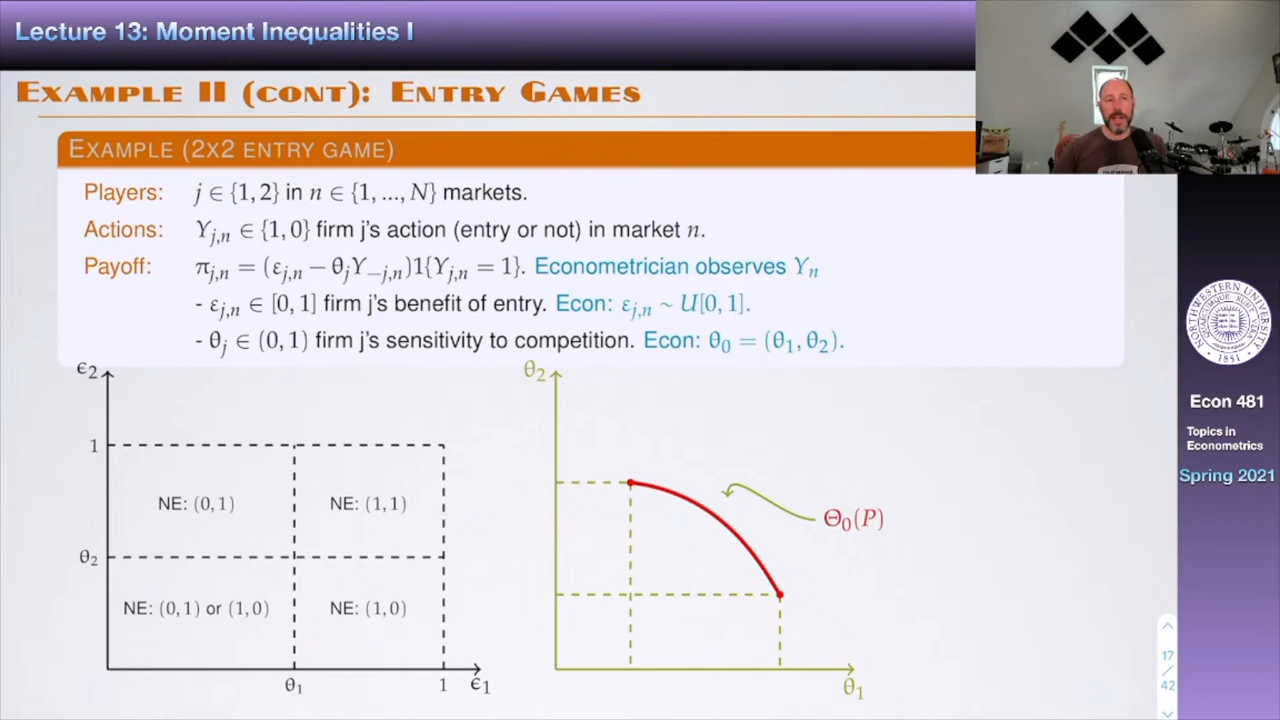 Lecture 13: Moment Inequalities I
Example II (cont): Entry Games
Example (2x2 entry game)
Players: j ∈ {1, 2} in n ∈ {1, ..., N} markets.
Actions: Y_{j,n} ∈ {1, 0} firm j's action (entry or not) in market n.
Payoff: π_{j,n} = (ε_{j,n} − θ_j Y_{−j,n})1{Y_{j,n} = 1}. Econometrician observes Y_n
- ε_{j,n} ∈ [0, 1] firm j's benefit of entry. Econ: ε_{j,n} ~ U[0, 1].
- θ_j ∈ (0, 1) firm j's sensitivity to competition. Econ: θ_0 = (θ_1, θ_2).
ϵ_2
1
NE: (0, 1)
NE: (1, 1)
θ_2
NE: (0, 1) or (1, 0)
NE: (1, 0)
θ_1
1
ϵ_1
θ_2
Θ_0(P)
θ_1
NORTHWESTERN UNIVERSITY
1851
Econ 481
Topics in
Econometrics
Spring 2021
17
/
42